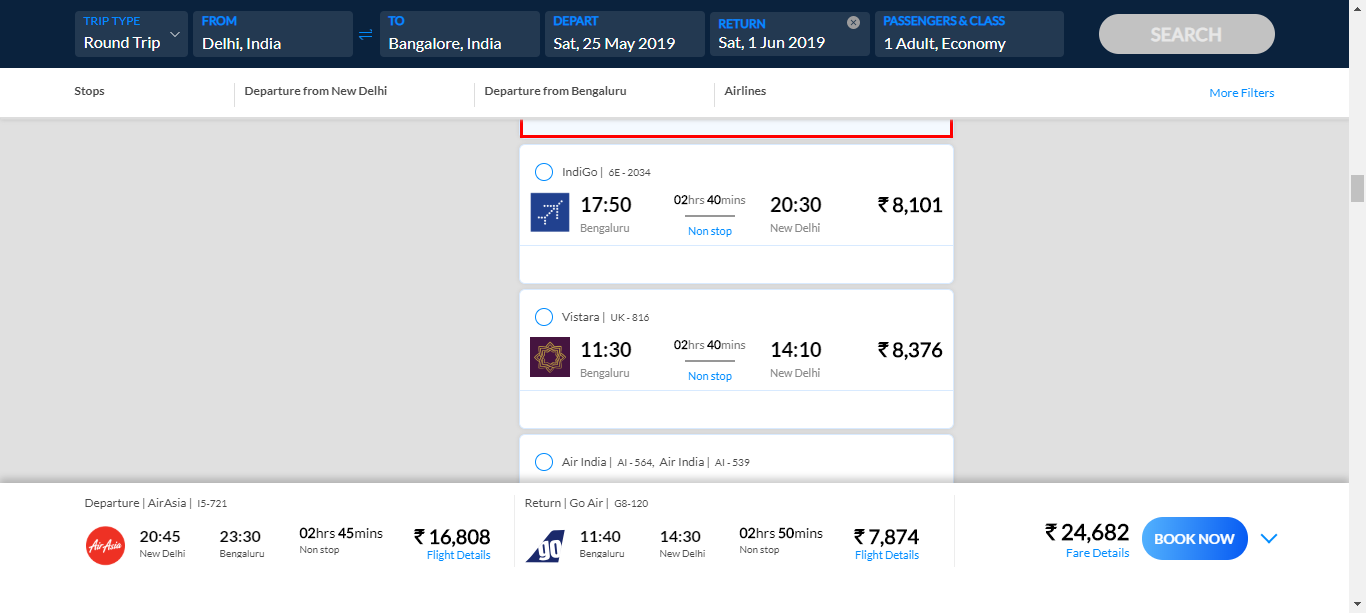 TRIP TYPE
Round Trip
FROM
Delhi, India
TO
Bangalore, India
DEPART
Sat, 25 May 2019
RETURN
Sat, 1 Jun 2019
PASSENGERS & CLASS
1 Adult, Economy
SEARCH
Stops
Departure from New Delhi
Departure from Bengaluru
Airlines
More Filters
IndiGo | 6E - 2034
17:50 02hrs 40mins 20:30 ₹ 8,101
Bengaluru Non stop New Delhi
Vistara | UK - 816
11:30 02hrs 40mins 14:10 ₹ 8,376
Bengaluru Non stop New Delhi
Air India | AI - 564, Air India | AI - 539
Departure | AirAsia | I5-721
AirAsia
20:45 23:30 02hrs 45mins ₹ 16,808
New Delhi Bengaluru Non stop Flight Details
Return | Go Air | G8-120
go
11:40 14:30 02hrs 50mins ₹ 7,874
Bengaluru New Delhi Non stop Flight Details
₹ 24,682
Fare Details
BOOK NOW